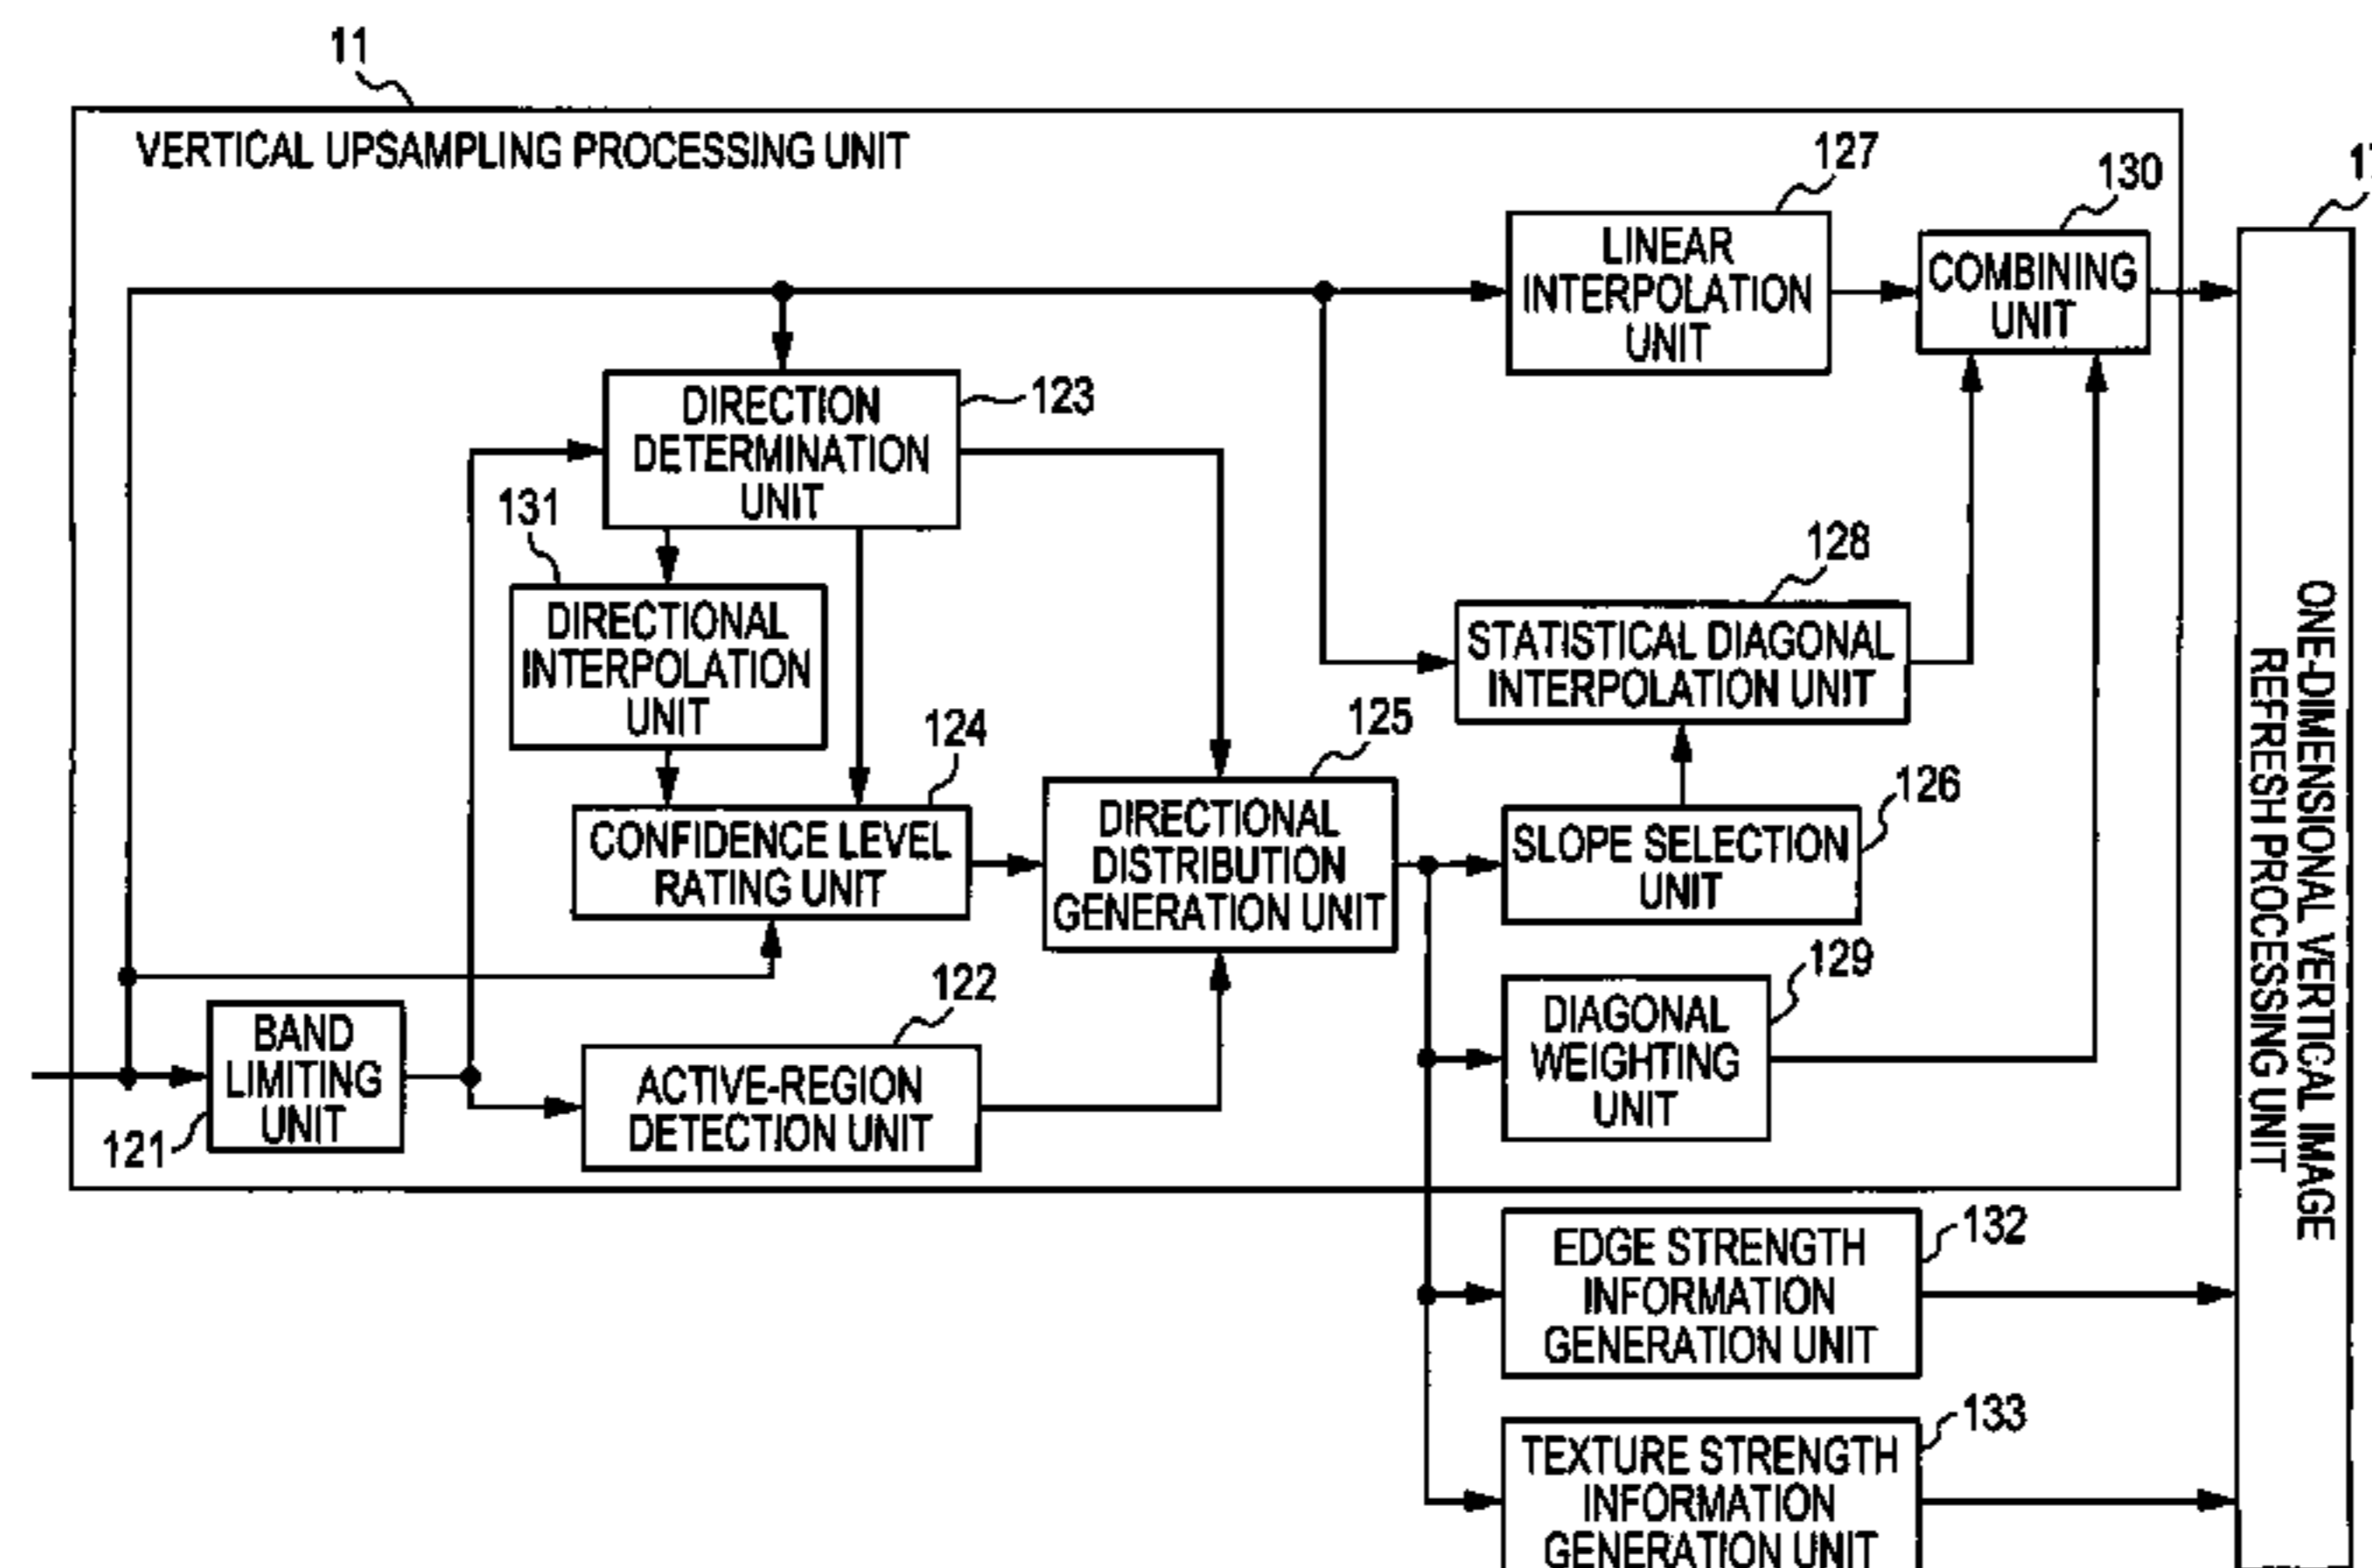 11
VERTICAL UPSAMPLING PROCESSING UNIT
127
130
LINEAR
INTERPOLATION
UNIT
COMBINING
UNIT
DIRECTION
DETERMINATION
UNIT
123
131
DIRECTIONAL
INTERPOLATION
UNIT
128
STATISTICAL DIAGONAL
INTERPOLATION UNIT
124
125
CONFIDENCE LEVEL
RATING UNIT
DIRECTIONAL
DISTRIBUTION
GENERATION UNIT
126
SLOPE SELECTION
UNIT
129
DIAGONAL
WEIGHTING
UNIT
122
BAND
LIMITING
UNIT
121
ACTIVE-REGION
DETECTION UNIT
ONE-DIMENSIONAL VERTICAL IMAGE
REFRESH PROCESSING UNIT
132
EDGE STRENGTH
INFORMATION
GENERATION UNIT
133
TEXTURE STRENGTH
INFORMATION
GENERATION UNIT